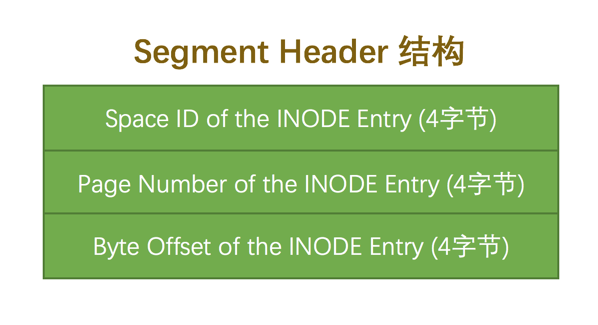 Segment Header 结构
Space ID of the INODE Entry (4字节)
Page Number of the INODE Entry (4字节)
Byte Offset of the INODE Entry (4字节)